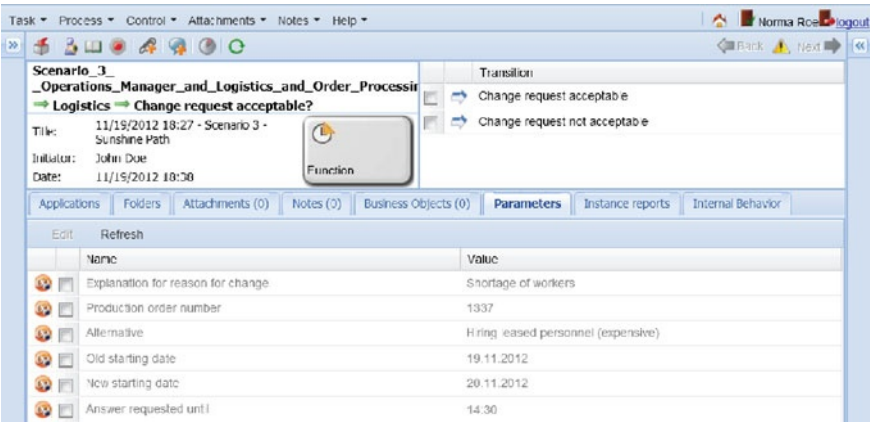 Task Process Control Attachments Notes Help
Norma Roe logout
Back Next
Scenario_3_
_Operations_Manager_and_Logistics_and_Order_Processin
Logistics Change request acceptable?
Title: 11/19/2012 18:27 - Scenario 3 -
Sunshine Path
Initiator: John Doe
Date: 11/19/2012 18:38
Function
Transition
Change request acceptable
Change request not acceptable
Applications Folders Attachments (0) Notes (0) Business Objects (0) Parameters Instance reports Internal Behavior
Edit Refresh
Name Value
Explanation for reason for change Shortage of workers
Production order number 1337
Alternative Hiring leased personnel (expensive)
Old starting date 19.11.2012
New starting date 20.11.2012
Answer requested until 14:30